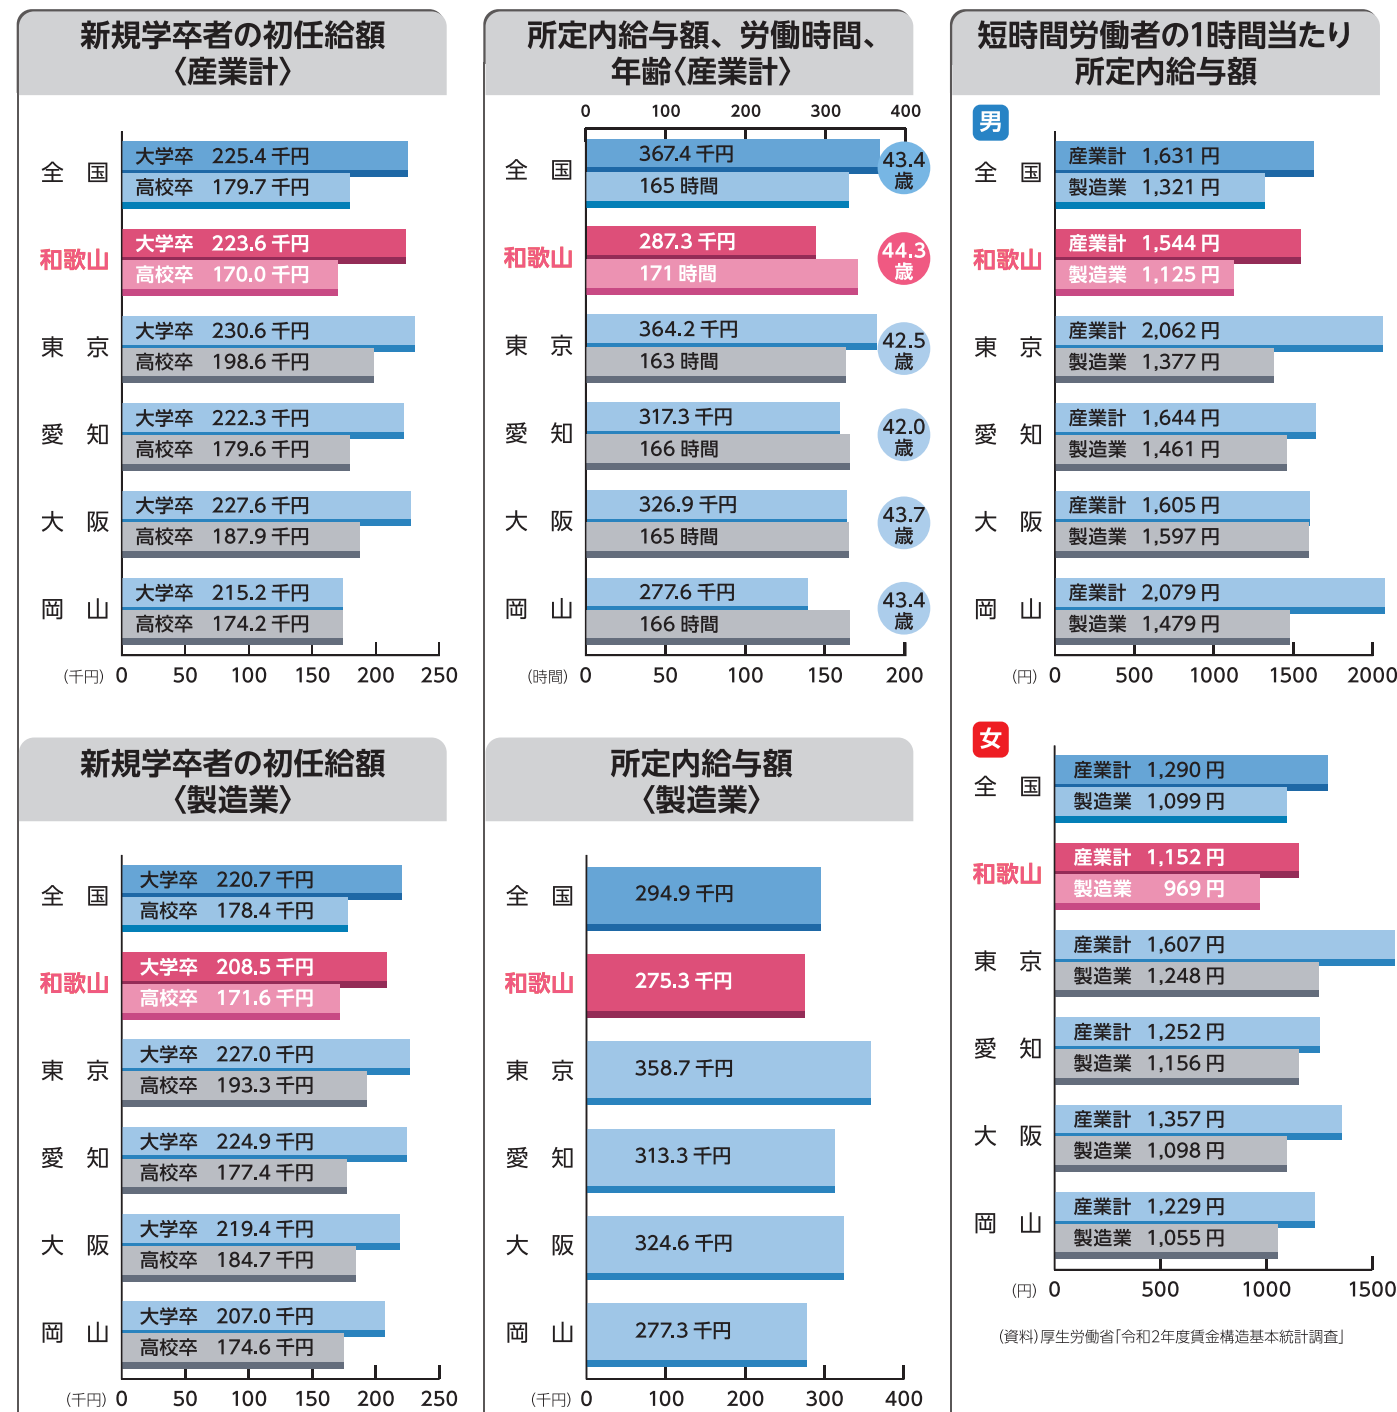 新規学卒者の初任給額
〈産業計〉
全国
大学卒 225.4 千円
高校卒 179.7 千円
和歌山
大学卒 223.6 千円
高校卒 170.0 千円
東京
大学卒 230.6 千円
高校卒 198.6 千円
愛知
大学卒 222.3 千円
高校卒 179.6 千円
大阪
大学卒 227.6 千円
高校卒 187.9 千円
岡山
大学卒 215.2 千円
高校卒 174.2 千円
(千円) 0 50 100 150 200 250
所定内給与額、労働時間、
年齢〈産業計〉
0 100 200 300 400
全国
367.4 千円
165 時間
43.4
歳
和歌山
287.3 千円
171 時間
44.3
歳
東京
364.2 千円
163 時間
42.5
歳
愛知
317.3 千円
166 時間
42.0
歳
大阪
326.9 千円
165 時間
43.7
歳
岡山
277.6 千円
166 時間
43.4
歳
(時間) 0 50 100 150 200
短時間労働者の1時間当たり
所定内給与額
男
全国
産業計 1,631 円
製造業 1,321 円
和歌山
産業計 1,544 円
製造業 1,125 円
東京
産業計 2,062 円
製造業 1,377 円
愛知
産業計 1,644 円
製造業 1,461 円
大阪
産業計 1,605 円
製造業 1,597 円
岡山
産業計 2,079 円
製造業 1,479 円
(円) 0 500 1000 1500 2000
新規学卒者の初任給額
〈製造業〉
全国
大学卒 220.7 千円
高校卒 178.4 千円
和歌山
大学卒 208.5 千円
高校卒 171.6 千円
東京
大学卒 227.0 千円
高校卒 193.3 千円
愛知
大学卒 224.9 千円
高校卒 177.4 千円
大阪
大学卒 219.4 千円
高校卒 184.7 千円
岡山
大学卒 207.0 千円
高校卒 174.6 千円
(千円) 0 50 100 150 200 250
所定内給与額
〈製造業〉
全国
294.9 千円
和歌山
275.3 千円
東京
358.7 千円
愛知
313.3 千円
大阪
324.6 千円
岡山
277.3 千円
(千円) 0 100 200 300 400
女
全国
産業計 1,290 円
製造業 1,099 円
和歌山
産業計 1,152 円
製造業 969 円
東京
産業計 1,607 円
製造業 1,248 円
愛知
産業計 1,252 円
製造業 1,156 円
大阪
産業計 1,357 円
製造業 1,098 円
岡山
産業計 1,229 円
製造業 1,055 円
(円) 0 500 1000 1500
(資料)厚生労働省「令和2年度賃金構造基本統計調査」